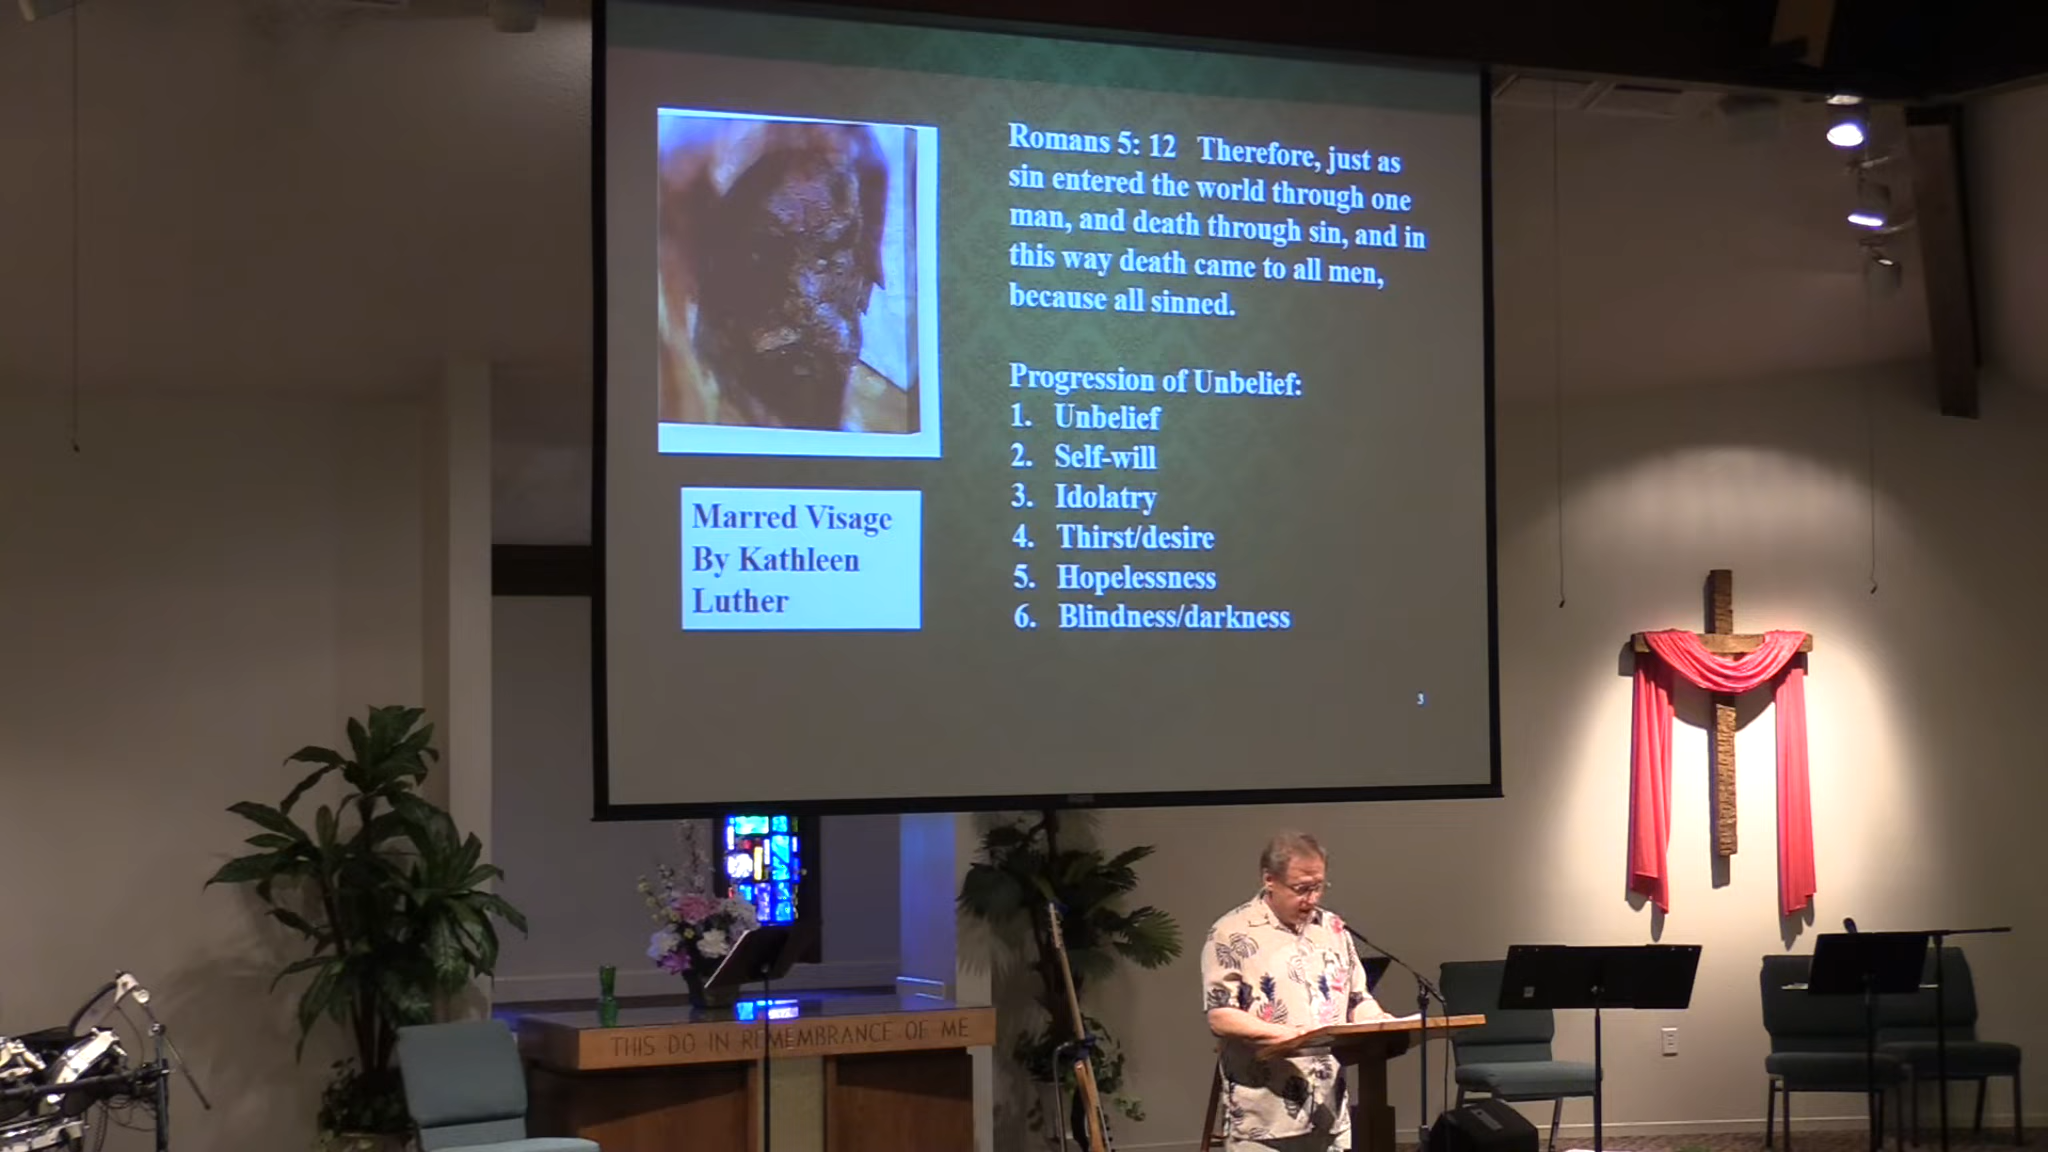 Romans 5: 12 Therefore, just as
sin entered the world through one
man, and death through sin, and in
this way death came to all men,
because all sinned.
Progression of Unbelief:
1. Unbelief
2. Self-will
3. Idolatry
4. Thirst/desire
5. Hopelessness
6. Blindness/darkness
Marred Visage
By Kathleen
Luther
3
THIS DO IN REMEMBRANCE OF ME